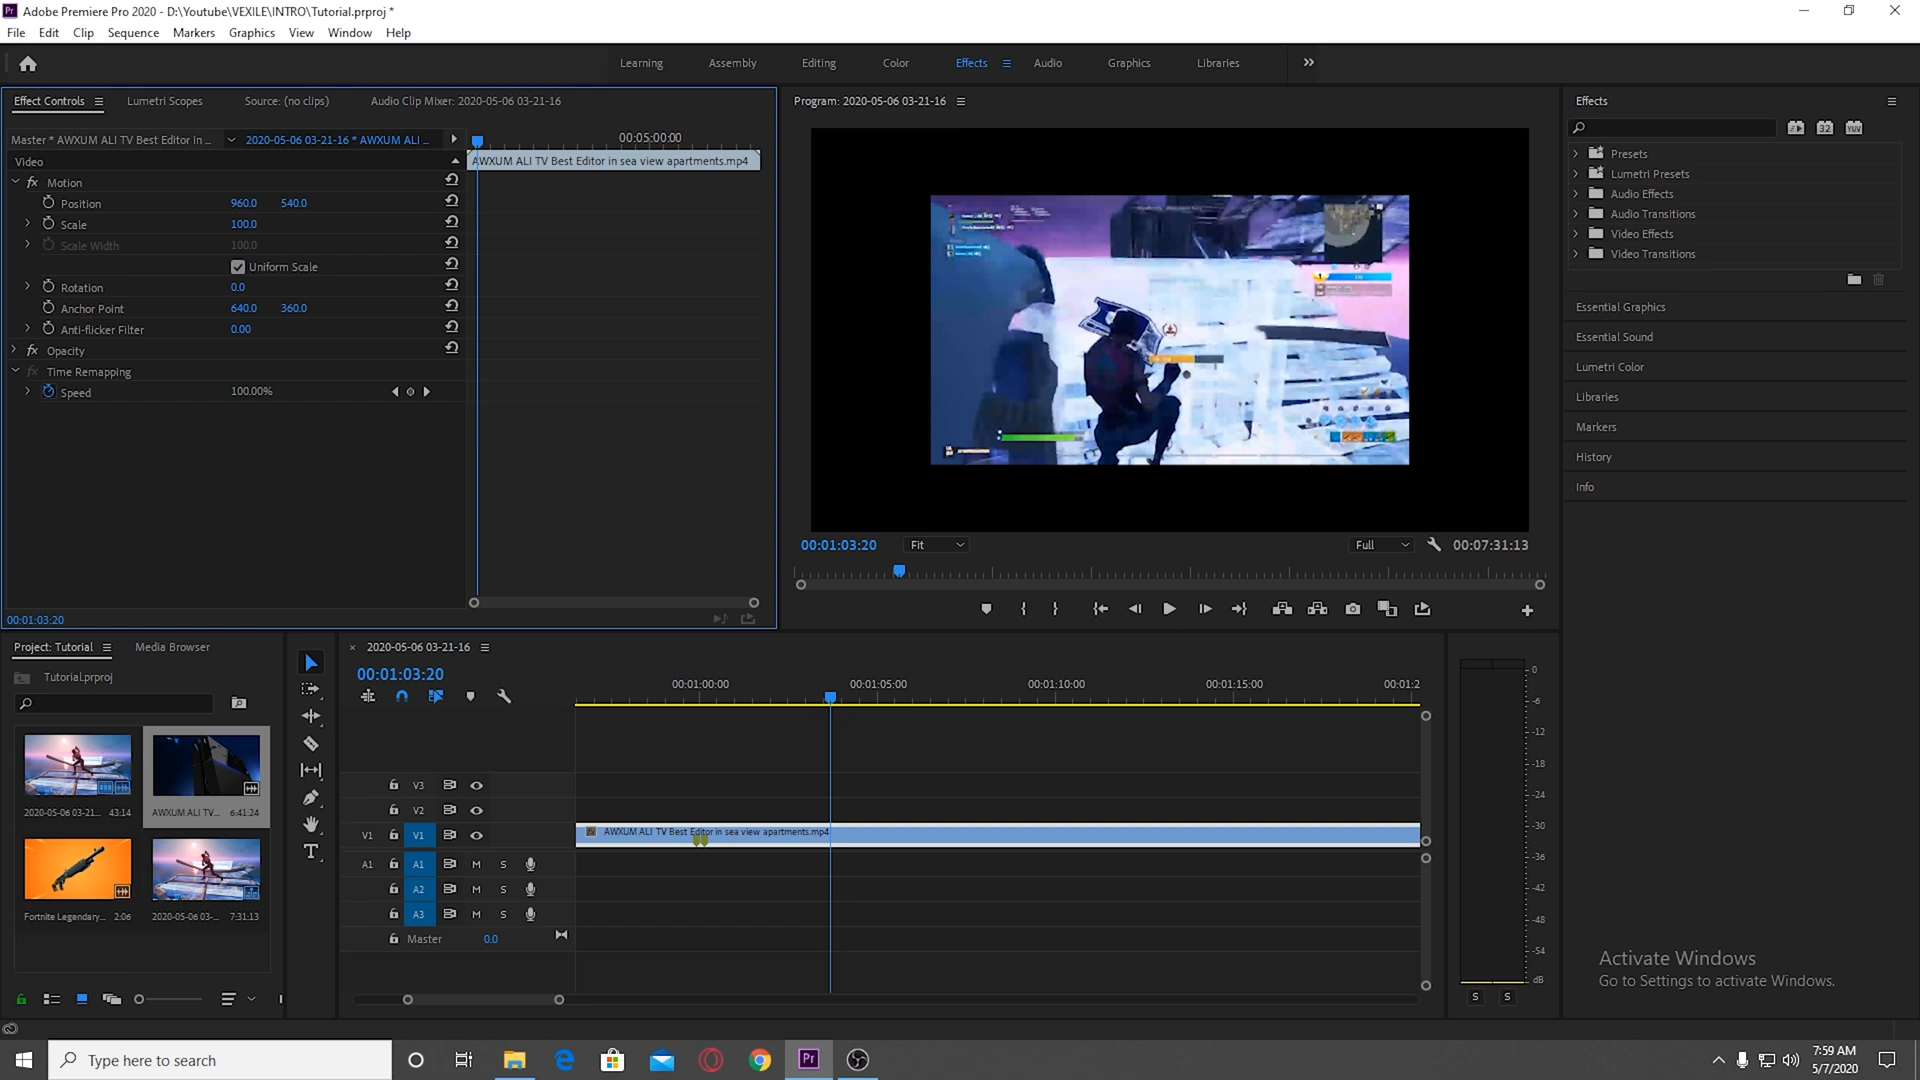 Adobe Premiere Pro 2020 - D:\Youtube\VEXILE\INTRO\Tutorial.prproj *
File Edit Clip Sequence Markers Graphics View Window Help
Learning Assembly Editing Color Effects Audio Graphics Libraries
Effect Controls Lumetri Scopes Source: (no clips) Audio Clip Mixer: 2020-05-06 03-21-16
Master * AWXUM ALI TV Best Editor in ... 2020-05-06 03-21-16 * AWXUM ALI ...
00:05:00:00
Video
AWXUM ALI TV Best Editor in sea view apartments.mp4
fx Motion
Position 960.0 540.0
Scale 100.0
Scale Width 100.0
Uniform Scale
Rotation 0.0
Anchor Point 640.0 360.0
Anti-flicker Filter 0.00
fx Opacity
fx Time Remapping
Speed 100.00%
00:01:03:20
Program: 2020-05-06 03-21-16
00:01:03:20 Fit Full 00:07:31:13
Effects
32 YUV
Presets
Lumetri Presets
Audio Effects
Audio Transitions
Video Effects
Video Transitions
Essential Graphics
Essential Sound
Lumetri Color
Libraries
Markers
History
Info
Project: Tutorial Media Browser
Tutorial.prproj
2020-05-06 03-21... 43:14
AWXUM ALI TV... 6:41:24
Fortnite Legendary... 2:06
2020-05-06 03-... 7:31:13
2020-05-06 03-21-16
00:01:03:20
00:01:00:00 00:01:05:00 00:01:10:00 00:01:15:00 00:01:2
V3
V2
V1 V1
AWXUM ALI TV Best Editor in sea view apartments.mp4
A1 A1 M S
A2 M S
A3 M S
Master 0.0
0
-6
-12
-18
-24
-30
-36
-42
-48
-54
dB
S S
Activate Windows
Go to Settings to activate Windows.
Type here to search
Pr
7:59 AM
5/7/2020